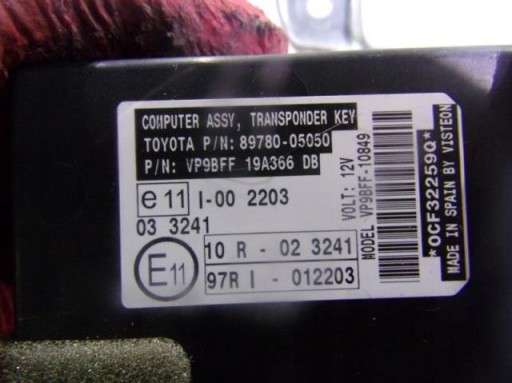 COMPUTER ASSY, TRANSPONDER KEY
TOYOTA P/N: 89780-05050
P/N: VP9BFF 19A366 DB
e 11 I-00 2203
03 3241
E11
10 R - 02 3241
97R I - 012203
VOLT: 12V
MODEL VP9BFF-10849
*OCF32259Q*
MADE IN SPAIN BY VISTEON